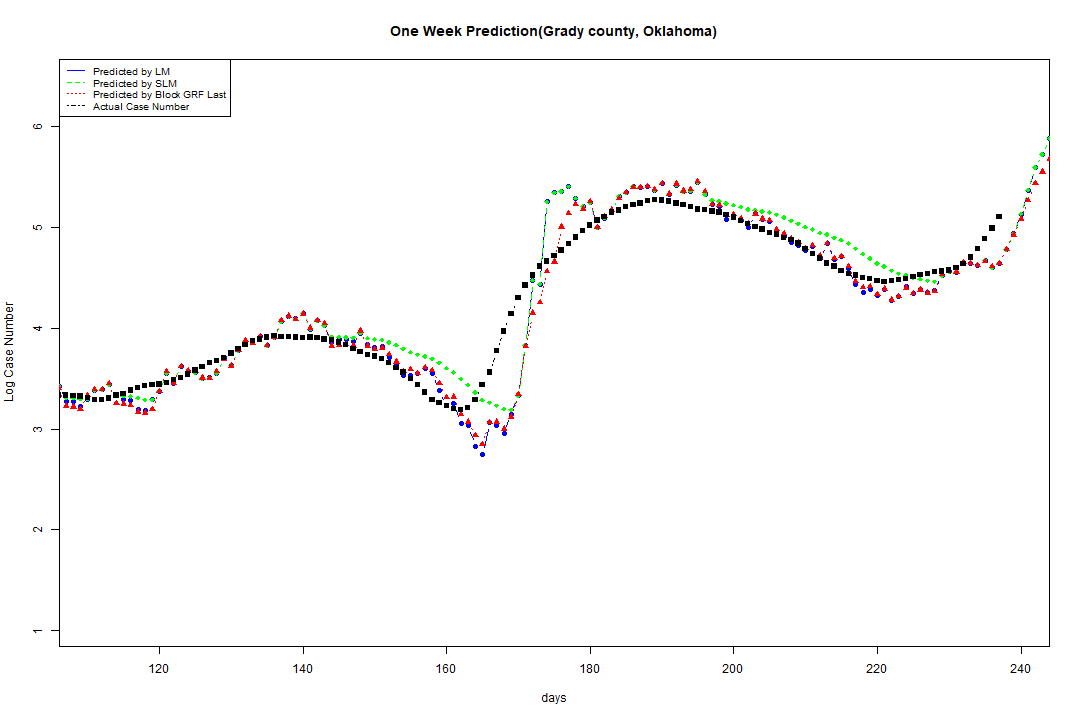 One Week Prediction(Grady county, Oklahoma)
Predicted by LM
Predicted by SLM
Predicted by Block GRF Last
Actual Case Number
6
5
4
3
2
1
Log Case Number
120 140 160 180 200 220 240
days